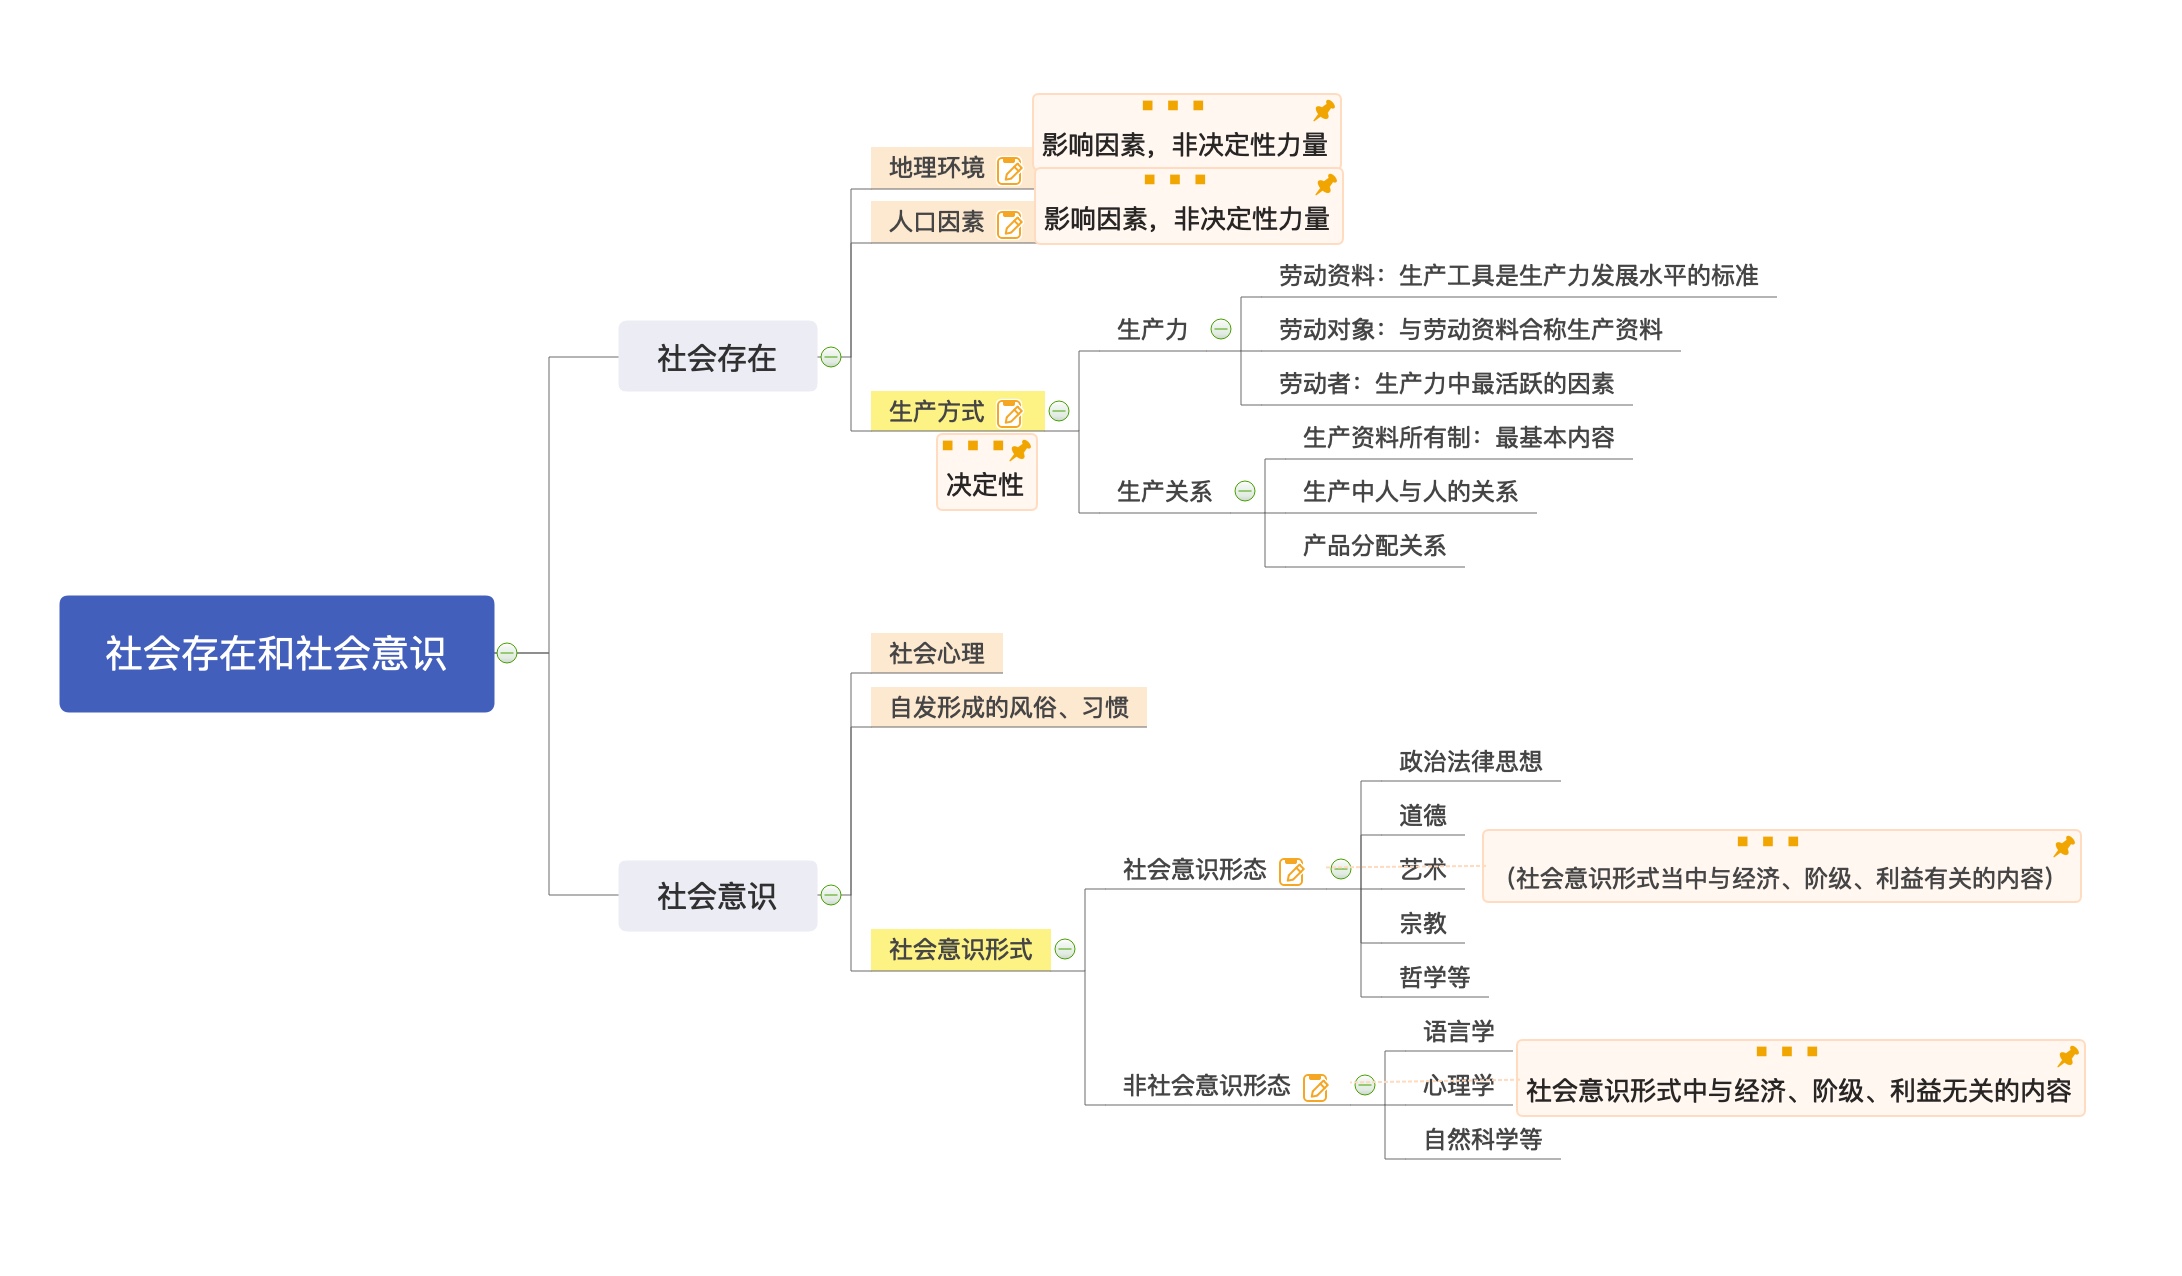 影响因素，非决定性力量
地理环境
影响因素，非决定性力量
人口因素
劳动资料：生产工具是生产力发展水平的标准
生产力
劳动对象：与劳动资料合称生产资料
社会存在
劳动者：生产力中最活跃的因素
生产方式
生产资料所有制：最基本内容
决定性
生产关系
生产中人与人的关系
产品分配关系
社会存在和社会意识
社会心理
自发形成的风俗、习惯
政治法律思想
道德
社会意识形态
艺术
（社会意识形式当中与经济、阶级、利益有关的内容）
社会意识
宗教
社会意识形式
哲学等
语言学
非社会意识形态
心理学
社会意识形式中与经济、阶级、利益无关的内容
自然科学等